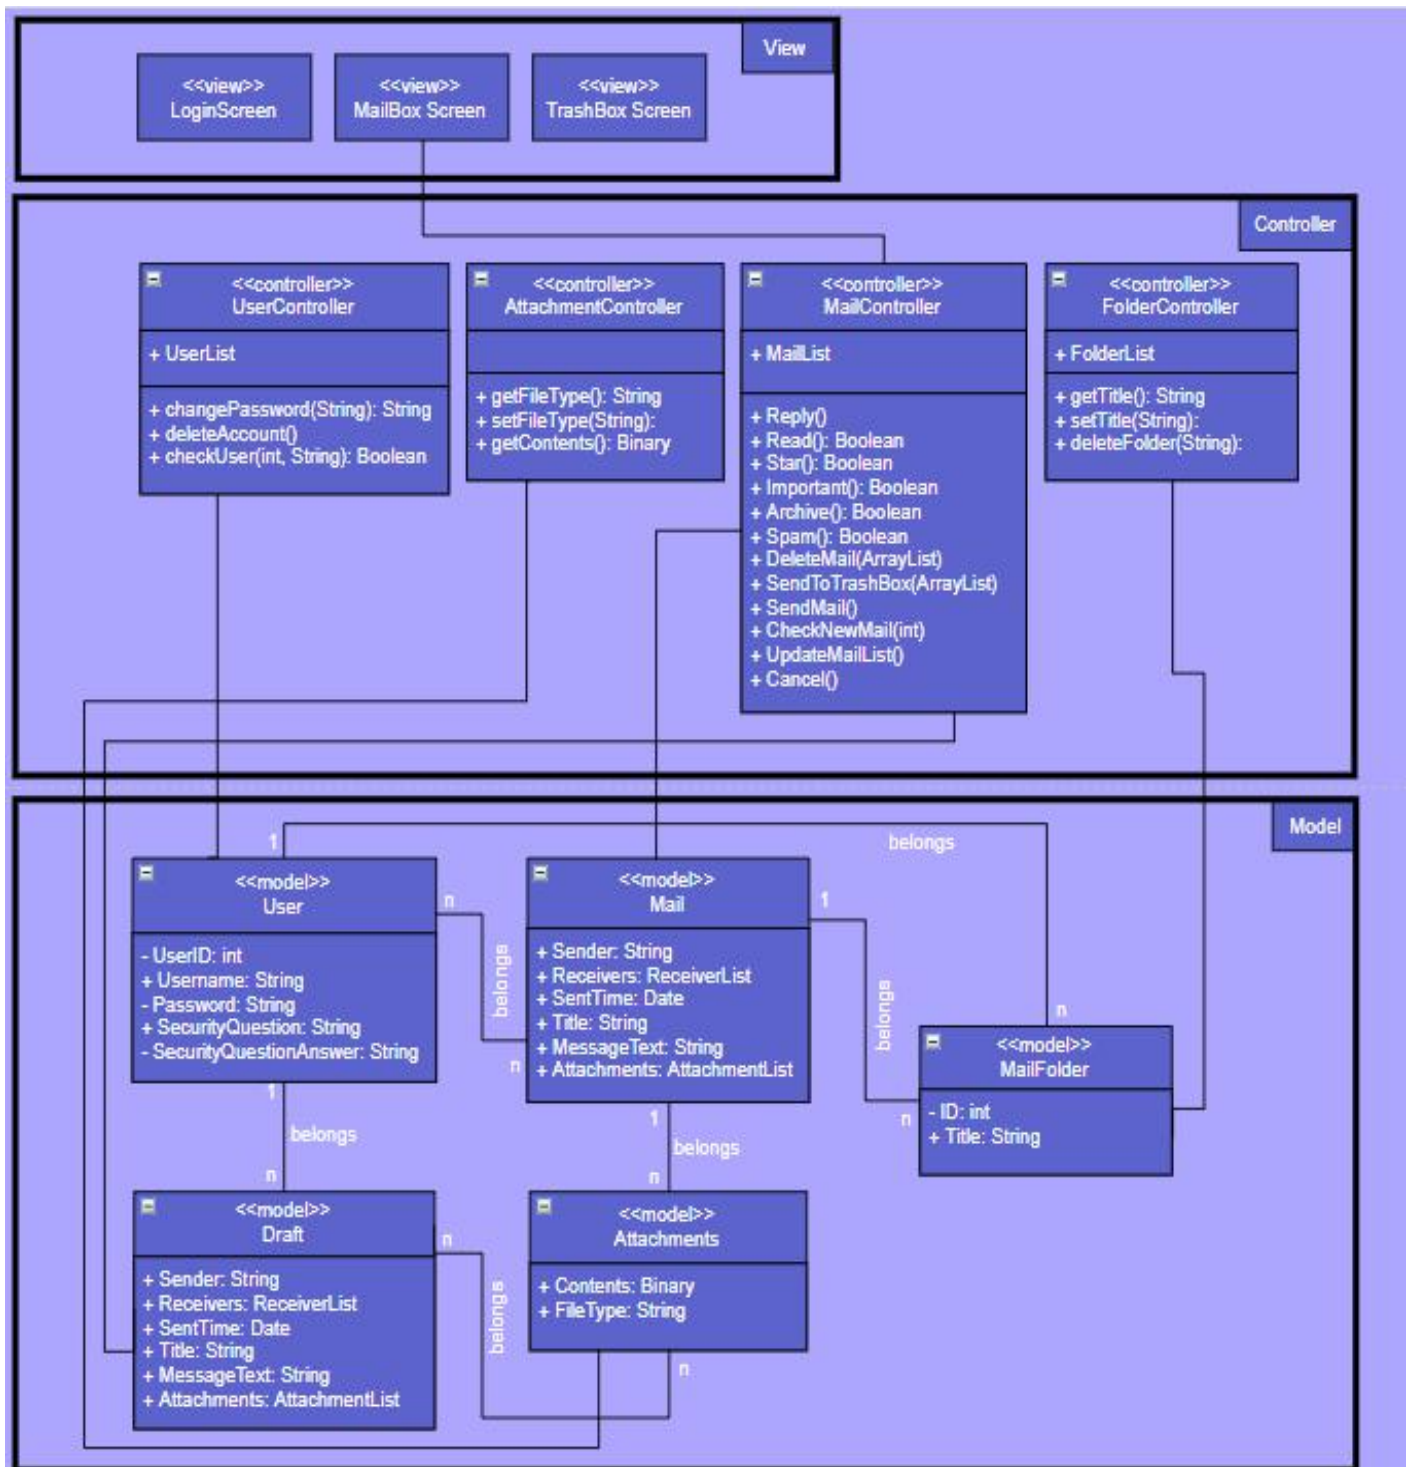 View
<<view>>
LoginScreen
<<view>>
MailBox Screen
<<view>>
TrashBox Screen
Controller
<<controller>>
UserController
+ UserList
+ changePassword(String): String
+ deleteAccount()
+ checkUser(int, String): Boolean
<<controller>>
AttachmentController
+ getFileType(): String
+ setFileType(String):
+ getContents(): Binary
<<controller>>
MailController
+ MailList
+ Reply()
+ Read(): Boolean
+ Star(): Boolean
+ Important(): Boolean
+ Archive(): Boolean
+ Spam(): Boolean
+ DeleteMail(ArrayList)
+ SendToTrashBox(ArrayList)
+ SendMail()
+ CheckNewMail(int)
+ UpdateMailList()
+ Cancel()
<<controller>>
FolderController
+ FolderList
+ getTitle(): String
+ setTitle(String):
+ deleteFolder(String):
Model
1
belongs
n
<<model>>
User
- UserID: int
+ Username: String
- Password: String
+ SecurityQuestion: String
- SecurityQuestionAnswer: String
n
belongs
n
<<model>>
Mail
+ Sender: String
+ Receivers: ReceiverList
+ SentTime: Date
+ Title: String
+ MessageText: String
+ Attachments: AttachmentList
1
belongs
n
<<model>>
MailFolder
- ID: int
+ Title: String
1
belongs
n
1
belongs
n
<<model>>
Draft
+ Sender: String
+ Receivers: ReceiverList
+ SentTime: Date
+ Title: String
+ MessageText: String
+ Attachments: AttachmentList
n
belongs
n
<<model>>
Attachments
+ Contents: Binary
+ FileType: String